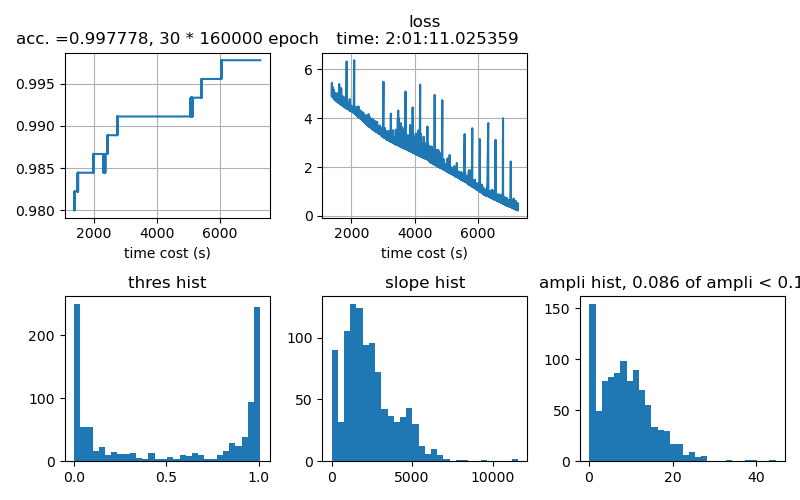 acc. =0.997778, 30 * 160000 epoch
loss
time: 2:01:11.025359
0.995
0.990
0.985
0.980
2000 4000 6000
time cost (s)
6
4
2
0
2000 4000 6000
time cost (s)
thres hist
200
100
0
0.0 0.5 1.0
slope hist
100
50
0
0 5000 10000
ampli hist, 0.086 of ampli < 0.1
150
100
50
0
0 20 40